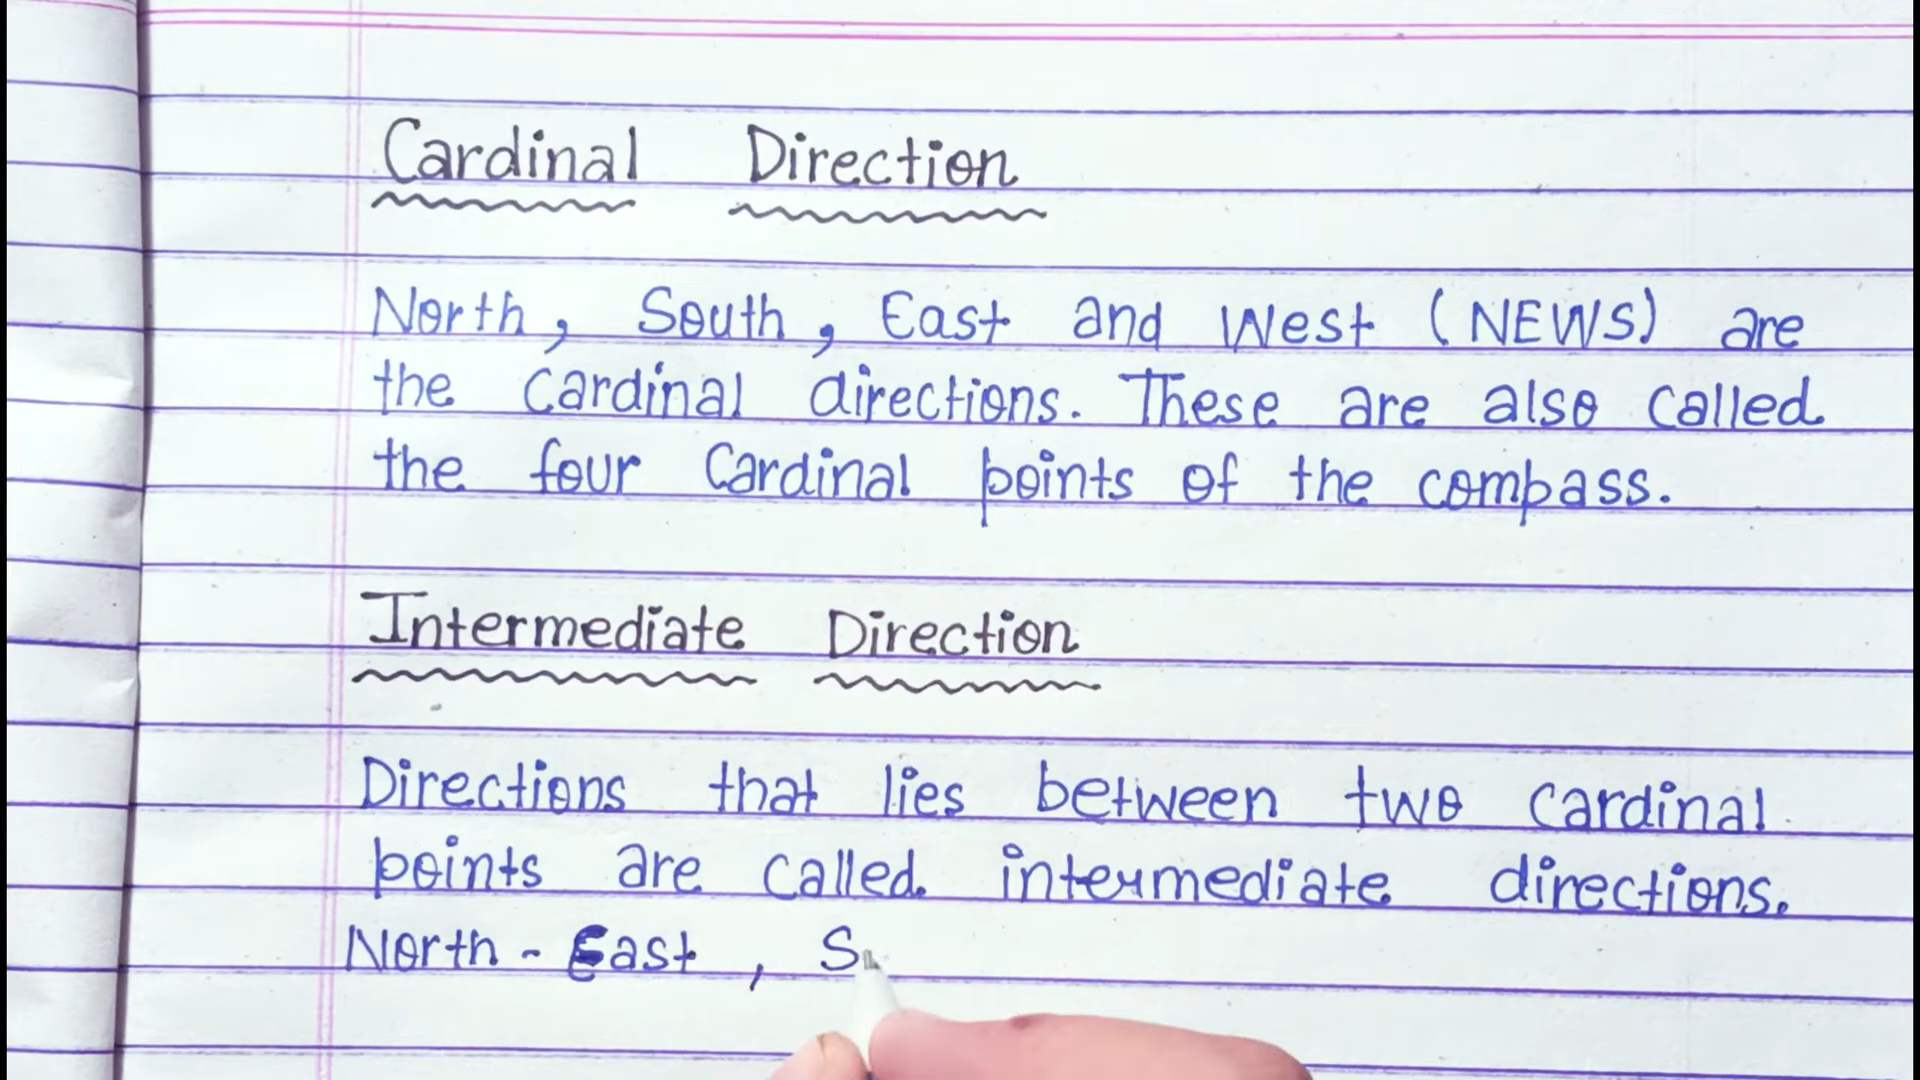 Cardinal Direction
North, South, East and West (NEWS) are
the cardinal directions. These are also called
the four Cardinal points of the compass.
Intermediate Direction
Directions that lies between two cardinal
points are called intermediate directions.
North - East , S